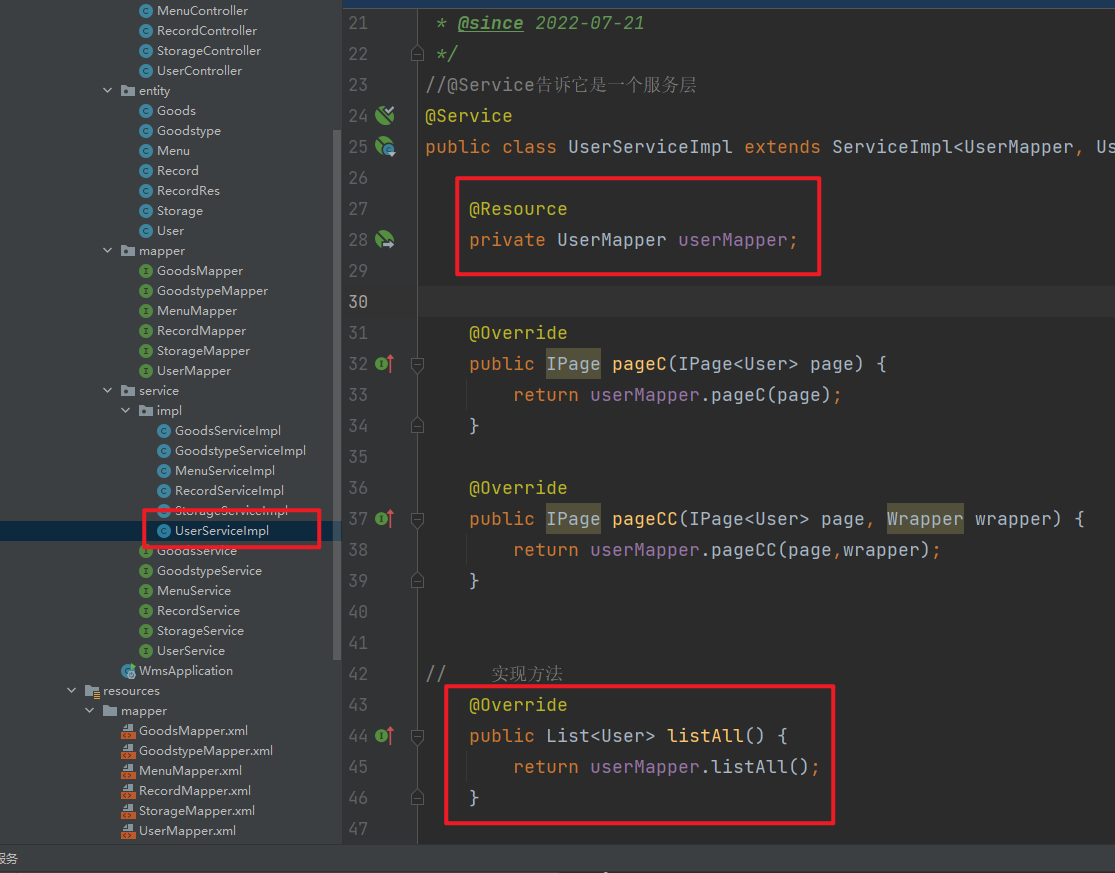 MenuController
RecordController
StorageController
UserController
entity
Goods
Goodstype
Menu
Record
RecordRes
Storage
User
mapper
GoodsMapper
GoodstypeMapper
MenuMapper
RecordMapper
StorageMapper
UserMapper
service
impl
GoodsServiceImpl
GoodstypeServiceImpl
MenuServiceImpl
RecordServiceImpl
StorageServiceImpl
UserServiceImpl
GoodsService
GoodstypeService
MenuService
RecordService
StorageService
UserService
WmsApplication
resources
mapper
GoodsMapper.xml
GoodstypeMapper.xml
MenuMapper.xml
RecordMapper.xml
StorageMapper.xml
UserMapper.xml
服务
21 * @since 2022-07-21
22 */
23 //@Service告诉它是一个服务层
24 @Service
25 public class UserServiceImpl extends ServiceImpl<UserMapper, Us
26
27 @Resource
28 private UserMapper userMapper;
29
30
31 @Override
32 public IPage pageC(IPage<User> page) {
33 return userMapper.pageC(page);
34 }
35
36 @Override
37 public IPage pageCC(IPage<User> page, Wrapper wrapper) {
38 return userMapper.pageCC(page,wrapper);
39 }
40
41
42 // 实现方法
43 @Override
44 public List<User> listAll() {
45 return userMapper.listAll();
46 }
47